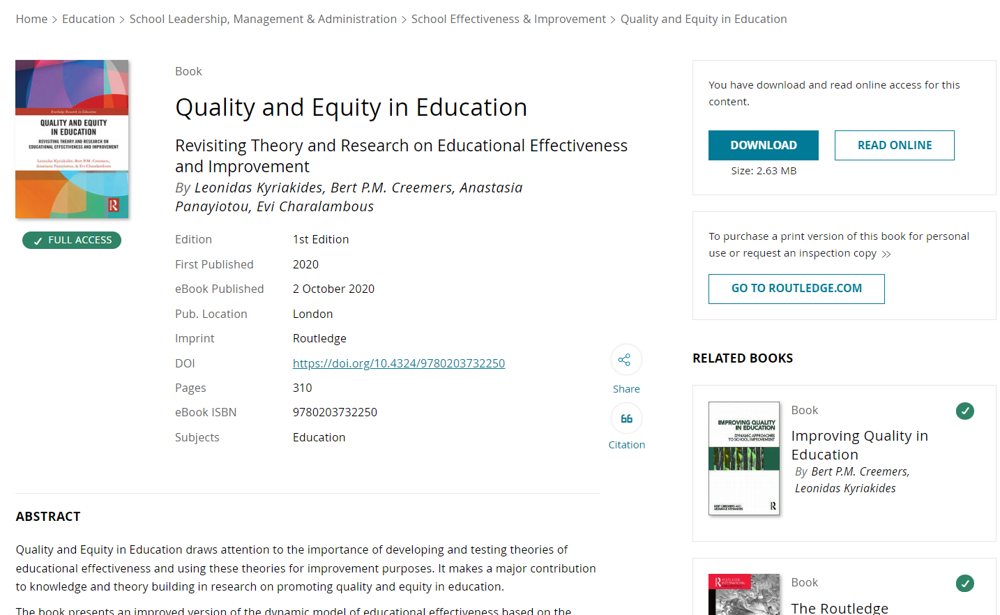 Home > Education > School Leadership, Management & Administration > School Effectiveness & Improvement > Quality and Equity in Education
Routledge Research in Education
QUALITY AND EQUITY
IN EDUCATION
REVISITING THEORY AND RESEARCH ON
EDUCATIONAL EFFECTIVENESS AND IMPROVEMENT
Leonidas Kyriakides, Bert P.M. Creemers,
Anastasia Panayiotou, & Evi Charalambous
R
FULL ACCESS
Book
Quality and Equity in Education
Revisiting Theory and Research on Educational Effectiveness
and Improvement
By Leonidas Kyriakides, Bert P.M. Creemers, Anastasia
Panayiotou, Evi Charalambous
Edition 1st Edition
First Published 2020
eBook Published 2 October 2020
Pub. Location London
Imprint Routledge
DOI https://doi.org/10.4324/9780203732250
Pages 310
eBook ISBN 9780203732250
Subjects Education
Share
Citation
ABSTRACT
Quality and Equity in Education draws attention to the importance of developing and testing theories of
educational effectiveness and using these theories for improvement purposes. It makes a major contribution
to knowledge and theory building in research on promoting quality and equity in education.
The book presents an improved version of the dynamic model of educational effectiveness based on the
You have download and read online access for this
content.
DOWNLOAD
READ ONLINE
Size: 2.63 MB
To purchase a print version of this book for personal
use or request an inspection copy >>
GO TO ROUTLEDGE.COM
RELATED BOOKS
IMPROVING QUALITY
IN EDUCATION
DYNAMIC APPROACHES
TO SCHOOL IMPROVEMENT
BERT CREEMERS AND
LEONIDAS KYRIAKIDES
R
Book
Improving Quality in
Education
By Bert P.M. Creemers,
Leonidas Kyriakides
R ROUTLEDGE
INTERNATIONAL
Book
The Routledge